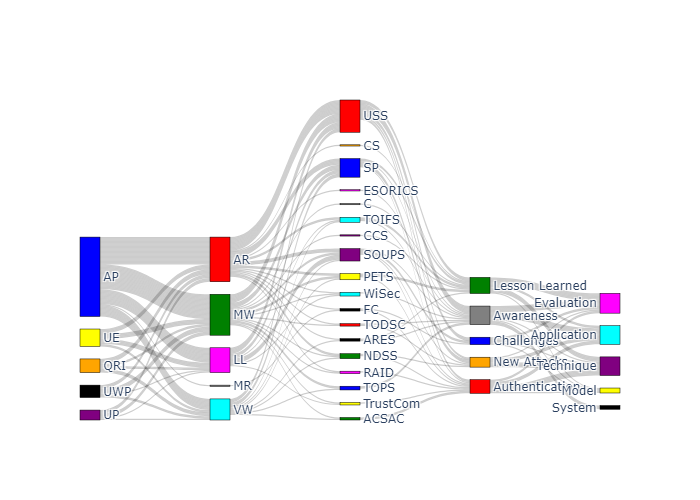 AP
UE
QRI
UWP
UP
AR
MW
LL
MR
VW
USS
CS
SP
ESORICS
C
TOIFS
CCS
SOUPS
PETS
WiSec
FC
TODSC
ARES
NDSS
RAID
TOPS
TrustCom
ACSAC
Lesson Learned
Awareness
Challenges
New Attacks
Authentication
Evaluation
Application
Technique
Model
System